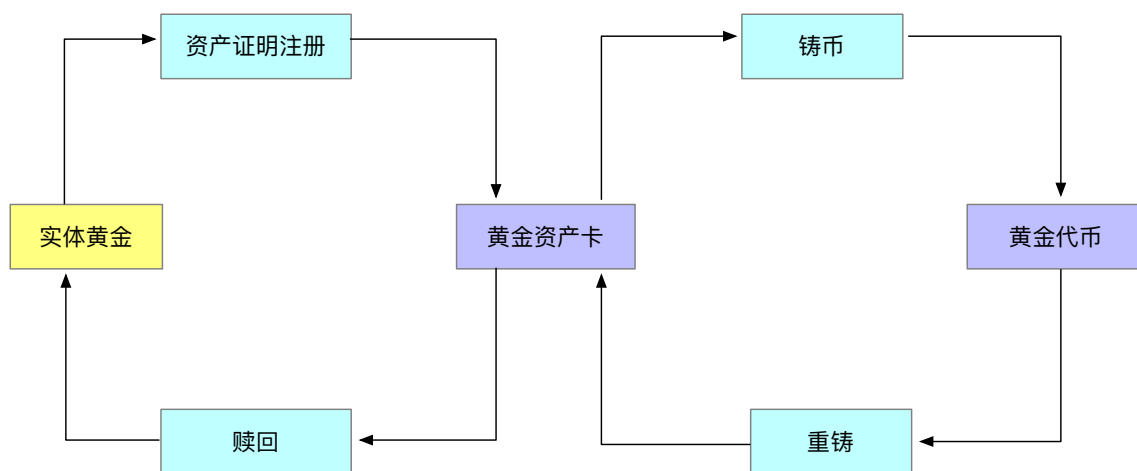 资产证明注册
铸币
实体黄金
黄金资产卡
黄金代币
赎回
重铸